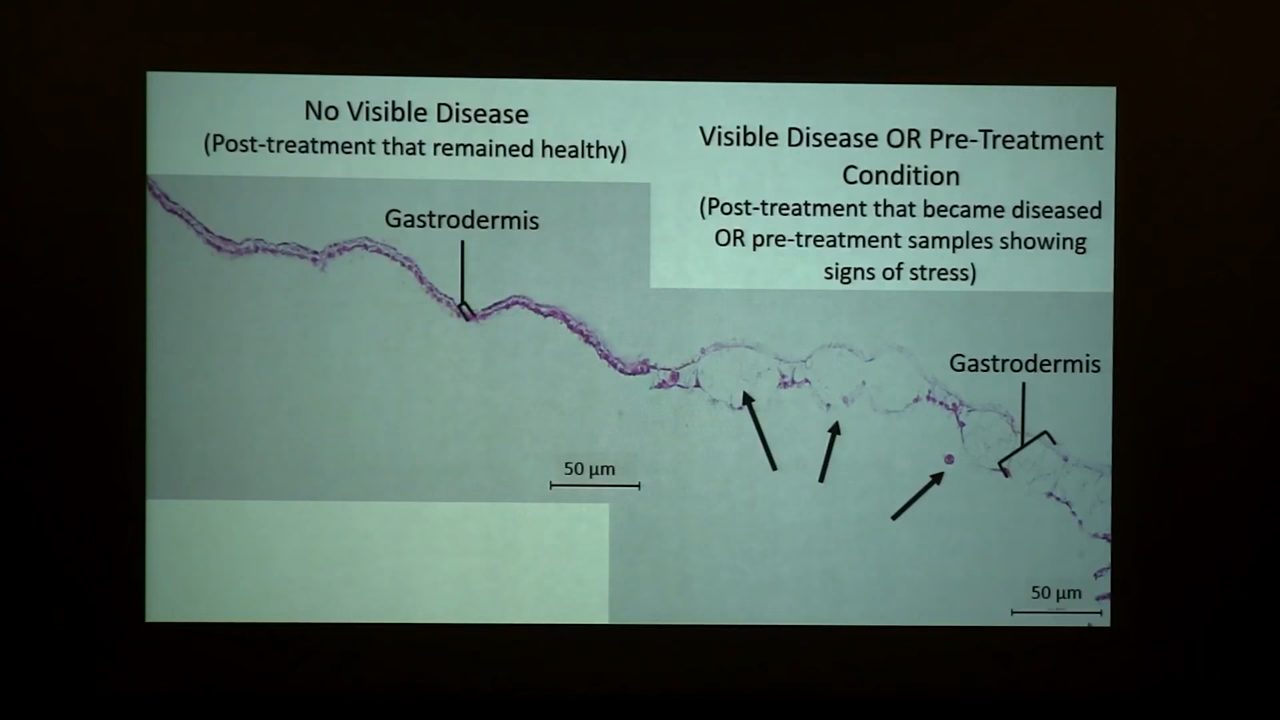 No Visible Disease
(Post-treatment that remained healthy)
Gastrodermis
50 µm
Visible Disease OR Pre-Treatment
Condition
(Post-treatment that became diseased
OR pre-treatment samples showing
signs of stress)
Gastrodermis
50 µm